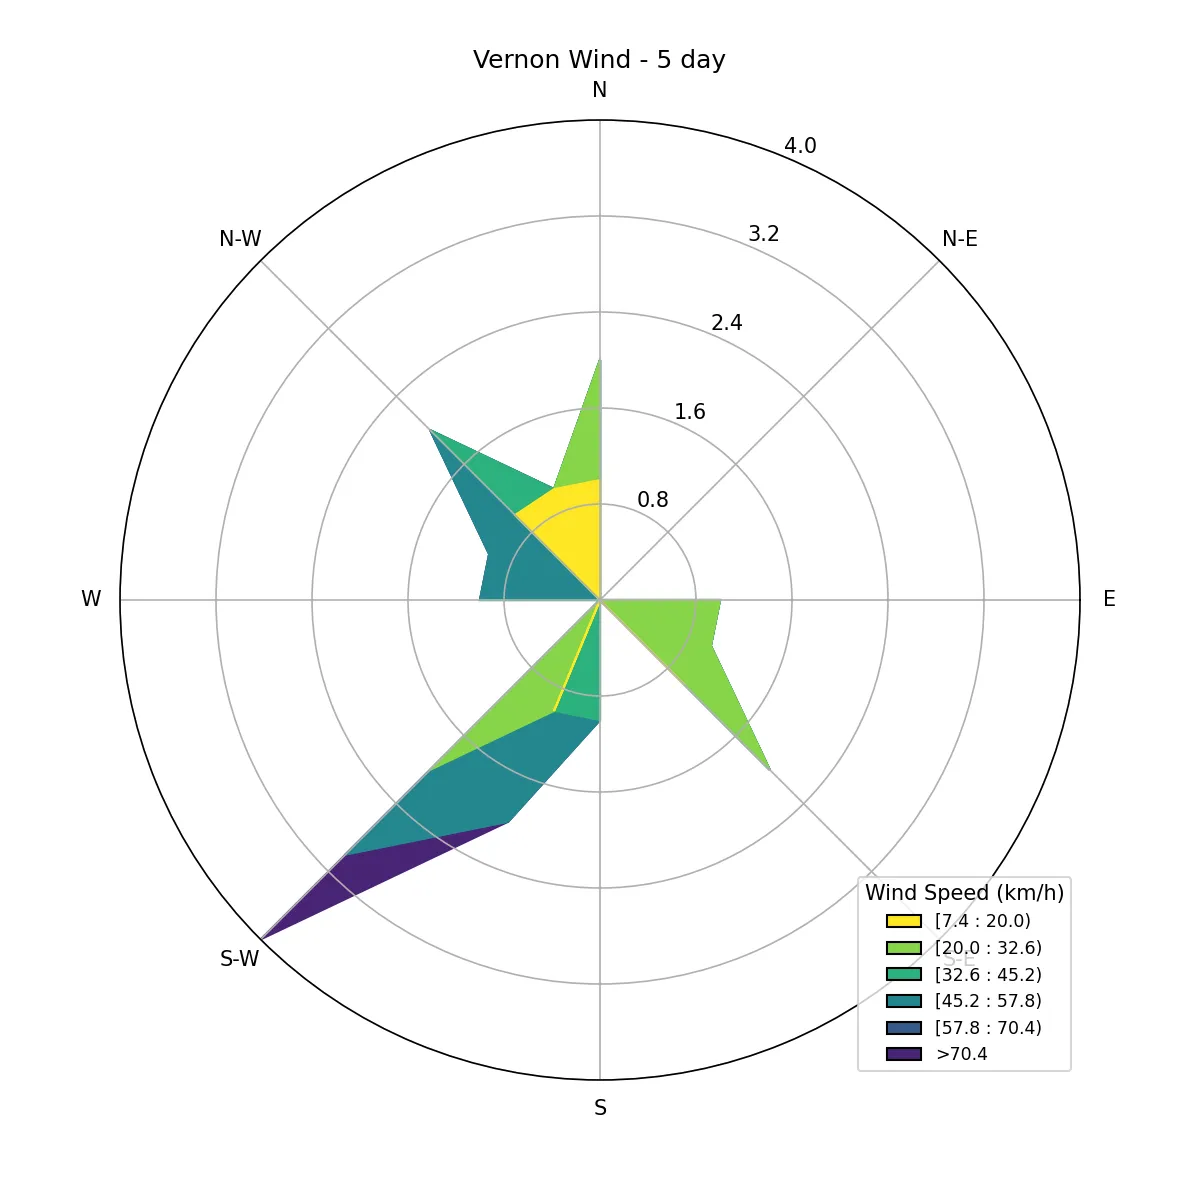 Vernon Wind - 5 day
N
4.0
N-W
3.2
N-E
2.4
1.6
0.8
W
E
S-W
S-E
S
Wind Speed (km/h)
[7.4 : 20.0)
[20.0 : 32.6)
[32.6 : 45.2)
[45.2 : 57.8)
[57.8 : 70.4)
>70.4